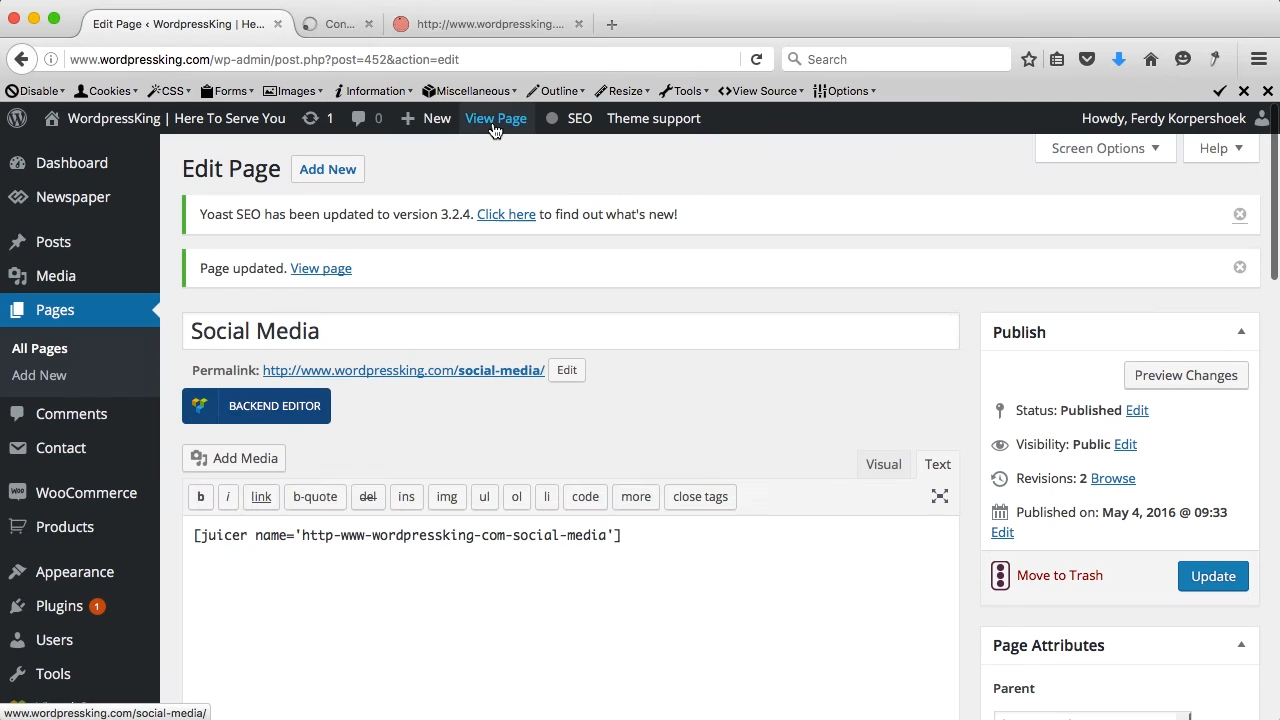 Edit Page ‹ WordpressKing | He...
Con...
http://www.wordpressking....
www.wordpressking.com/wp-admin/post.php?post=452&action=edit
Search
Disable
Cookies
CSS
Forms
Images
Information
Miscellaneous
Outline
Resize
Tools
View Source
Options
WordpressKing | Here To Serve You
1
0
New
View Page
SEO
Theme support
Howdy, Ferdy Korpershoek
Screen Options
Help
Edit Page
Add New
Yoast SEO has been updated to version 3.2.4. Click here to find out what's new!
Page updated. View page
Dashboard
Newspaper
Posts
Media
Pages
All Pages
Add New
Comments
Contact
WooCommerce
Products
Appearance
Plugins 1
Users
Tools
Social Media
Permalink: http://www.wordpressking.com/social-media/ Edit
BACKEND EDITOR
Add Media
Visual
Text
b
i
link
b-quote
del
ins
img
ul
ol
li
code
more
close tags
[juicer name='http-www-wordpressking-com-social-media']
Publish
Preview Changes
Status: Published Edit
Visibility: Public Edit
Revisions: 2 Browse
Published on: May 4, 2016 @ 09:33
Edit
Move to Trash
Update
Page Attributes
Parent
www.wordpressking.com/social-media/